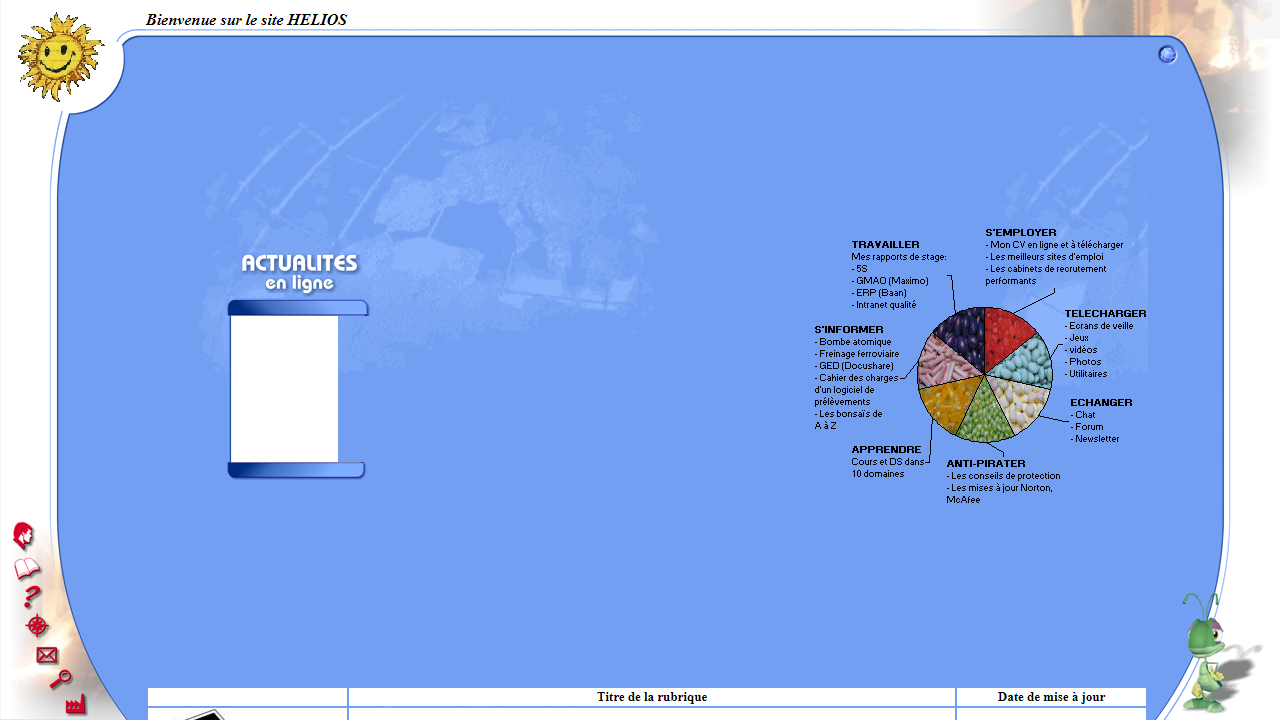 Bienvenue sur le site HELIOS
ACTUALITES
en ligne
TRAVAILLER
Mes rapports de stage:
- 5S
- GMAO (Maximo)
- ERP (Baan)
- Intranet qualité
S'EMPLOYER
- Mon CV en ligne et à télécharger
- Les meilleurs sites d'emploi
- Les cabinets de recrutement
performants
TELECHARGER
- Ecrans de veille
- Jeux
- vidéos
- Photos
- Utilitaires
S'INFORMER
- Bombe atomique
- Freinage ferroviaire
- GED (Docushare)
- Cahier des charges
d'un logiciel de
prélèvements
- Les bonsaïs de
A à Z
ECHANGER
- Chat
- Forum
- Newsletter
APPRENDRE
Cours et DS dans
10 domaines
ANTI-PIRATER
- Les conseils de protection
- Les mises à jour Norton,
McAfee
Titre de la rubrique
Date de mise à jour